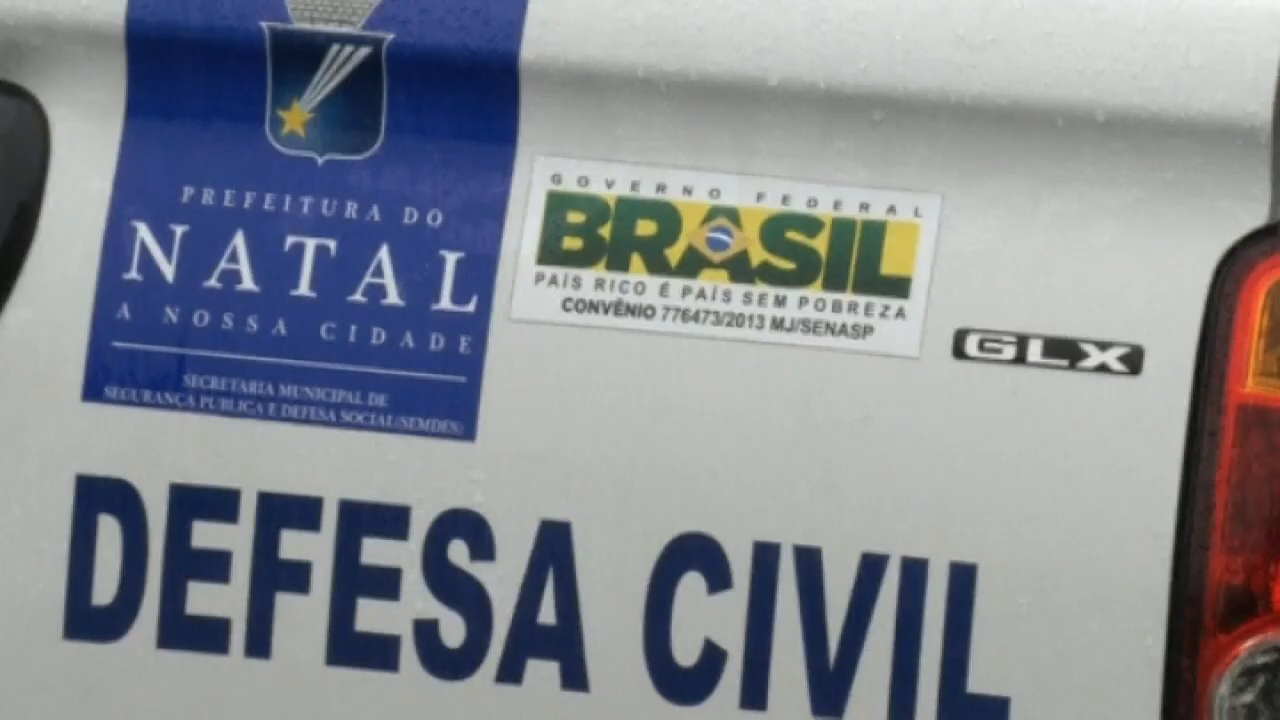 PREFEITURA DO
NATAL
A NOSSA CIDADE
SECRETARIA MUNICIPAL DE
SEGURANÇA PUBLICA E DEFESA SOCIAL(SEMDES)
GOVERNO FEDERAL
BRASIL
PAÍS RICO É PAÍS SEM POBREZA
CONVÊNIO 776473/2013 MJ/SENASP
GLX
DEFESA CIVIL